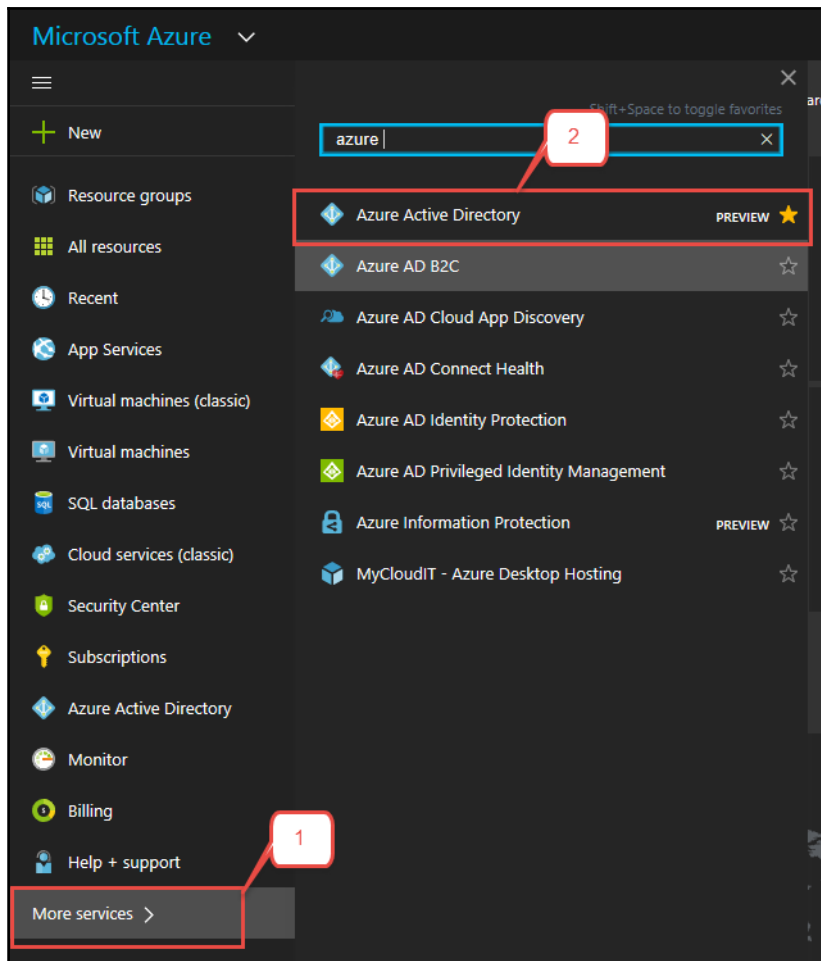 Microsoft Azure
New
Resource groups
All resources
Recent
App Services
Virtual machines (classic)
Virtual machines
SQL
SQL databases
Cloud services (classic)
Security Center
Subscriptions
Azure Active Directory
Monitor
Billing
Help + support
More services
1
Shift+Space to toggle favorites
azure
2
Azure Active Directory PREVIEW
Azure AD B2C
Azure AD Cloud App Discovery
Azure AD Connect Health
Azure AD Identity Protection
Azure AD Privileged Identity Management
Azure Information Protection PREVIEW
MyCloudIT - Azure Desktop Hosting